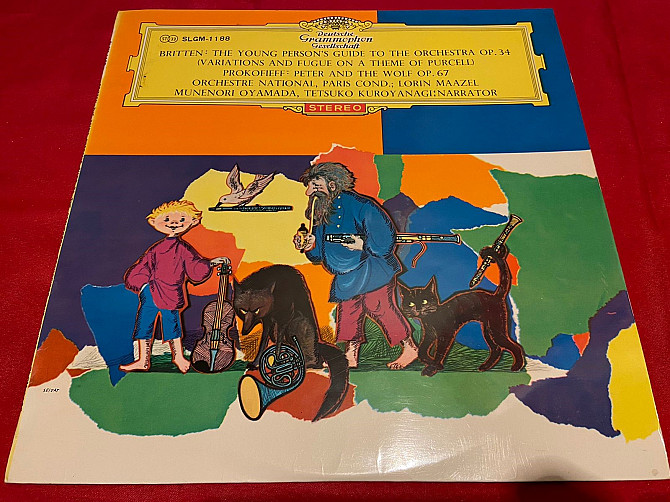 SLGM-1188
Deutsche
Grammophon
Gesellschaft
BRITTEN: THE YOUNG PERSON'S GUIDE TO THE ORCHESTRA OP. 34
(VARIATIONS AND FUGUE ON A THEME OF PURCELL)
PROKOFIEFF: PETER AND THE WOLF OP. 67
ORCHESTRE NATIONAL, PARIS COND.; LORIN MAAZEL
MUNENORI OYAMADA, TETSUKO KUROYANAGI:NARRATOR
STEREO